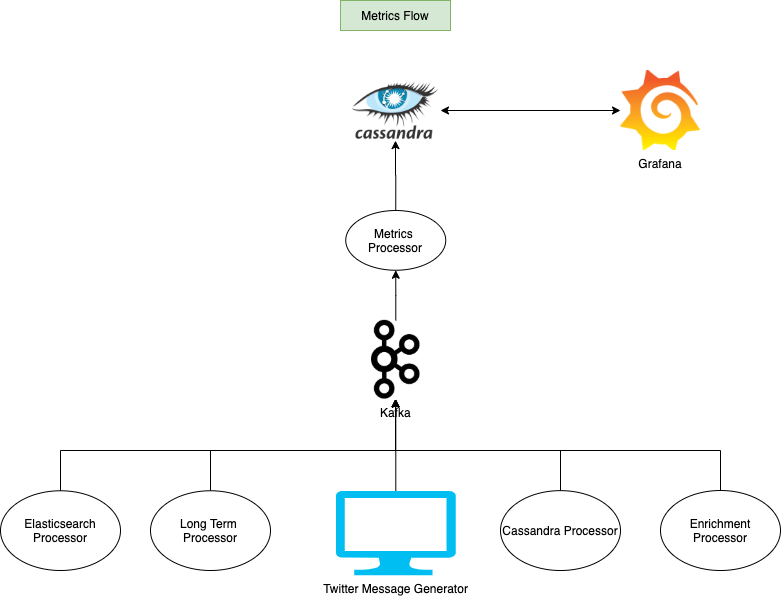 Metrics Flow
cassandra
Grafana
Metrics
Processor
Kafka
Elasticsearch
Processor
Long Term
Processor
Cassandra Processor
Enrichment
Processor
Twitter Message Generator